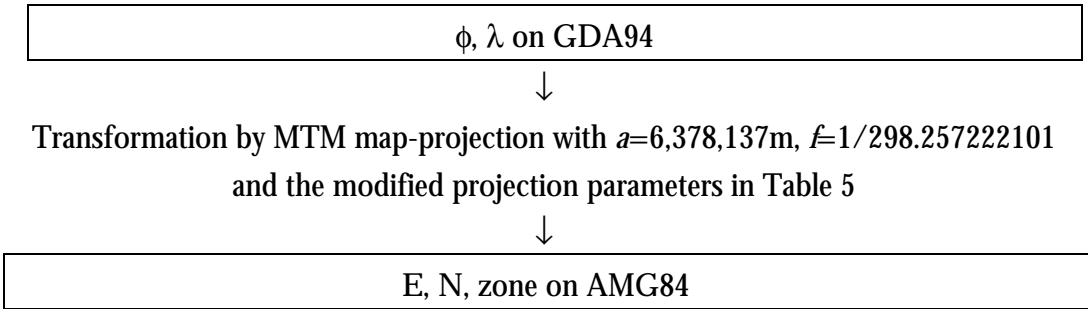 ϕ, λ on GDA94
↓
Transformation by MTM map-projection with a=6,378,137m, f=1/298.257222101
and the modified projection parameters in Table 5
↓
E, N, zone on AMG84